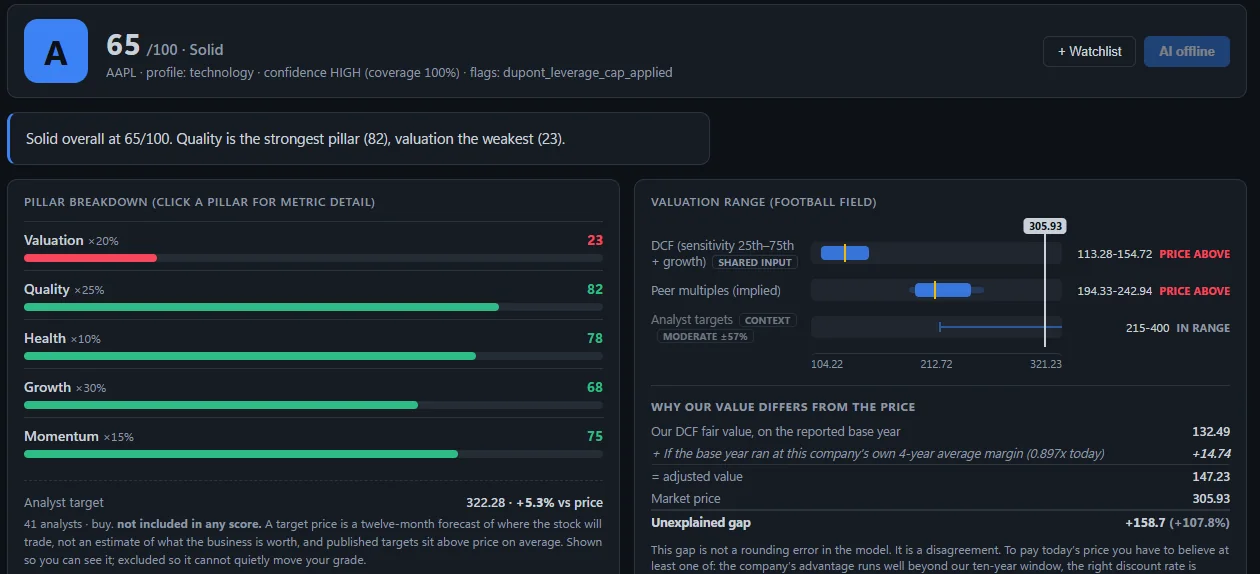 A
65 /100 · Solid
AAPL · profile: technology · confidence HIGH (coverage 100%) · flags: dupont_leverage_cap_applied
+ Watchlist
AI offline
Solid overall at 65/100. Quality is the strongest pillar (82), valuation the weakest (23).
PILLAR BREAKDOWN (CLICK A PILLAR FOR METRIC DETAIL)
Valuation ×20% 23
Quality ×25% 82
Health ×10% 78
Growth ×30% 68
Momentum ×15% 75
Analyst target 322.28 · +5.3% vs price
41 analysts · buy. not included in any score. A target price is a twelve-month forecast of where the stock will
trade, not an estimate of what the business is worth, and published targets sit above price on average. Shown
so you can see it; excluded so it cannot quietly move your grade.
VALUATION RANGE (FOOTBALL FIELD)
305.93
DCF (sensitivity 25th–75th
+ growth) SHARED INPUT
113.28-154.72 PRICE ABOVE
Peer multiples (implied) 194.33-242.94 PRICE ABOVE
Analyst targets CONTEXT
MODERATE ±57%
215-400 IN RANGE
104.22 212.72 321.23
WHY OUR VALUE DIFFERS FROM THE PRICE
Our DCF fair value, on the reported base year 132.49
+ If the base year ran at this company's own 4-year average margin (0.897x today) +14.74
= adjusted value 147.23
Market price 305.93
Unexplained gap +158.7 (+107.8%)
This gap is not a rounding error in the model. It is a disagreement. To pay today's price you have to believe at
least one of: the company's advantage runs well beyond our ten-year window, the right discount rate is